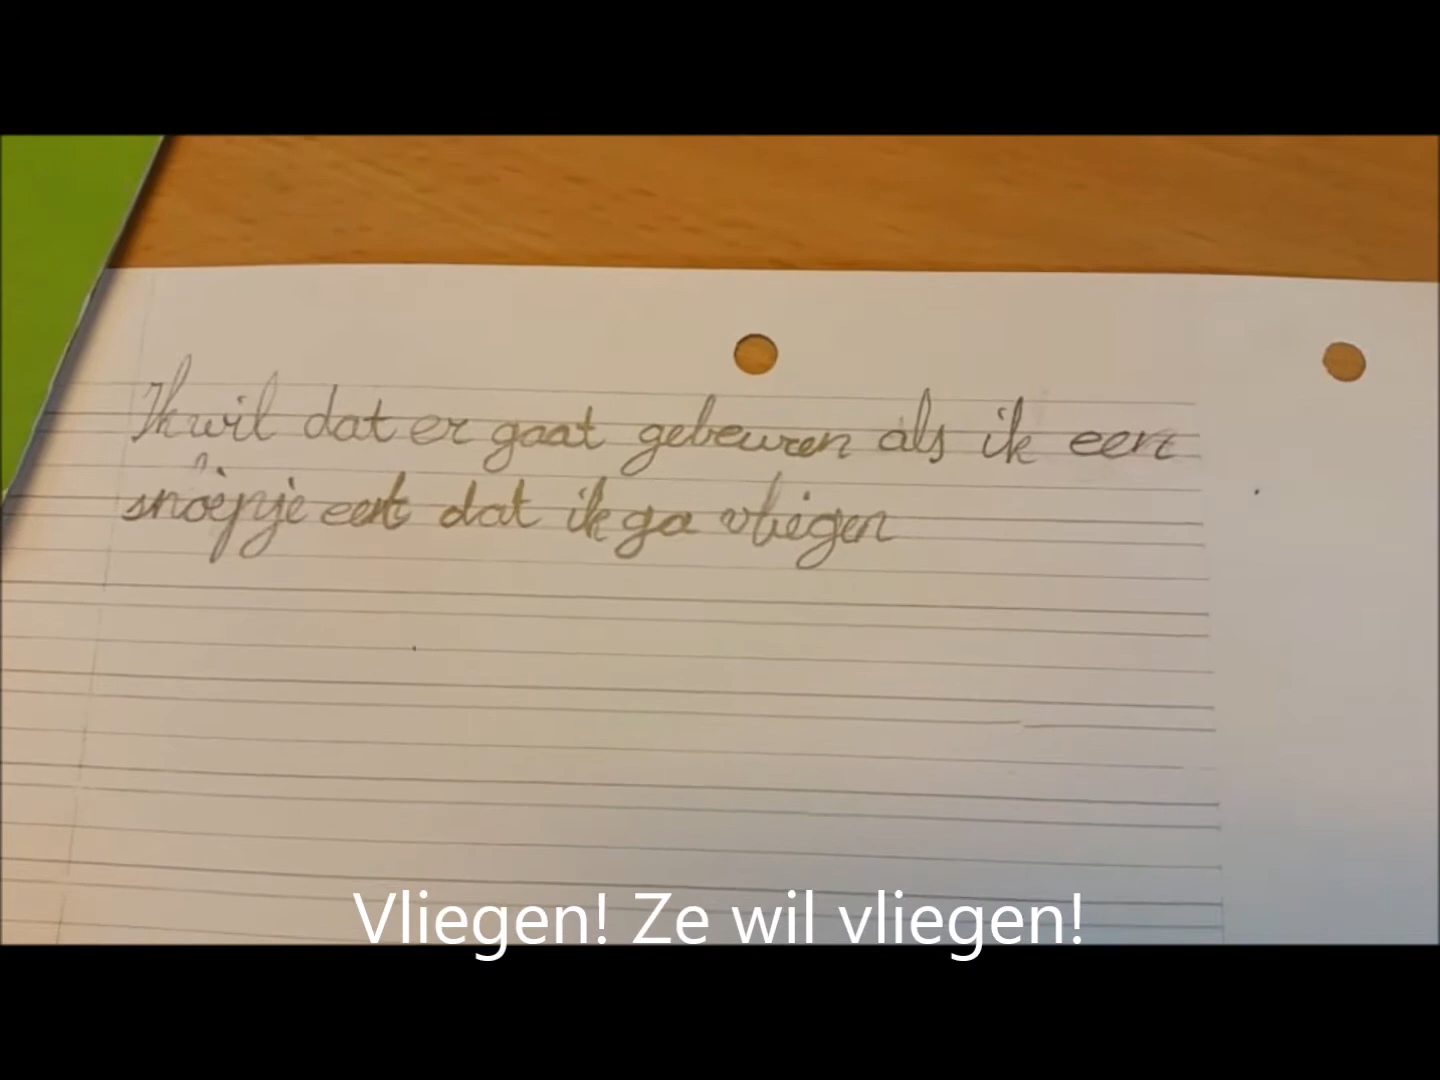 Ik wil dat er gaat gebeuren als ik een
snoepje eet dat ik ga vliegen
Vliegen! Ze wil vliegen!